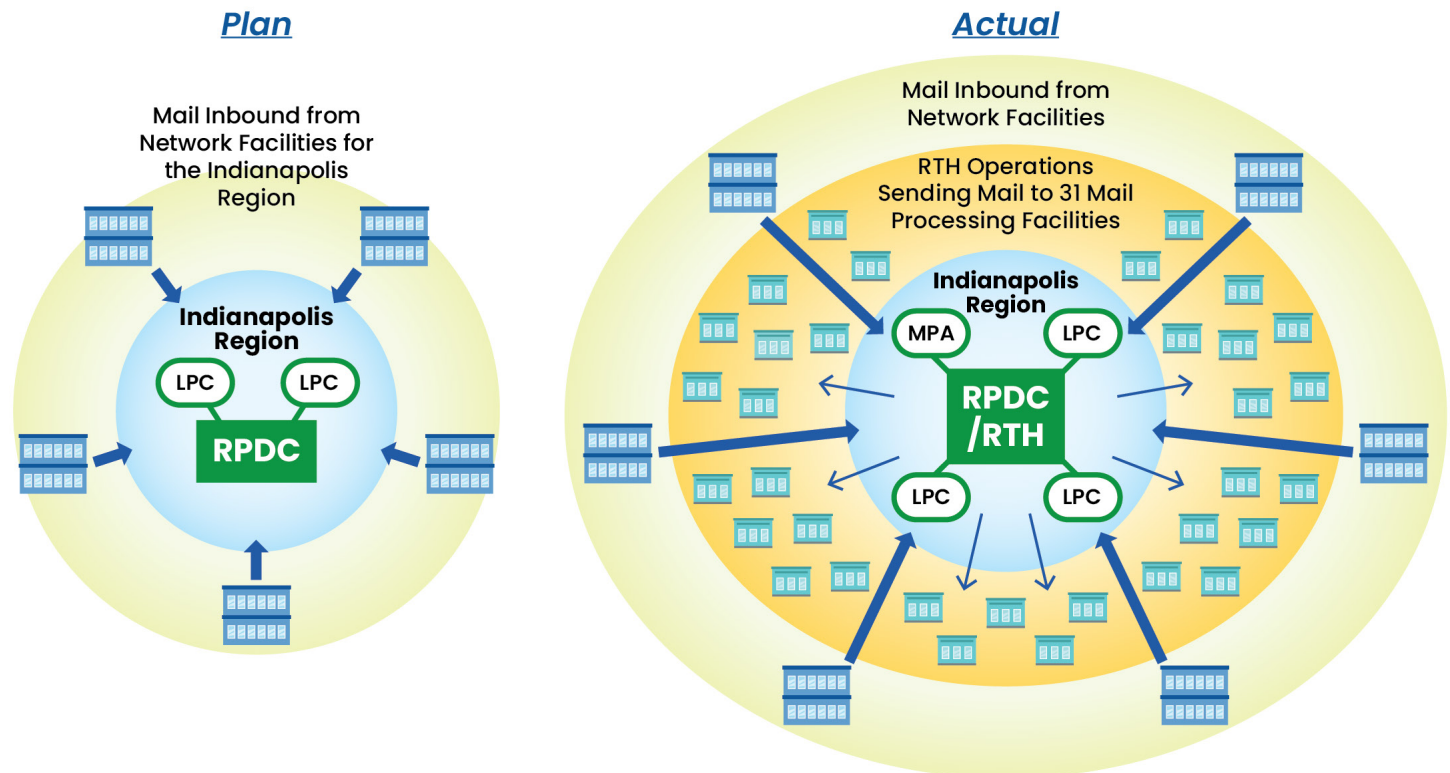 Plan
Mail Inbound from
Network Facilities for
the Indianapolis
Region
Indianapolis
Region
LPC
LPC
RPDC
Actual
Mail Inbound from
Network Facilities
RTH Operations
Sending Mail to 31 Mail
Processing Facilities
Indianapolis
Region
MPA
LPC
RPDC
/RTH
LPC
LPC